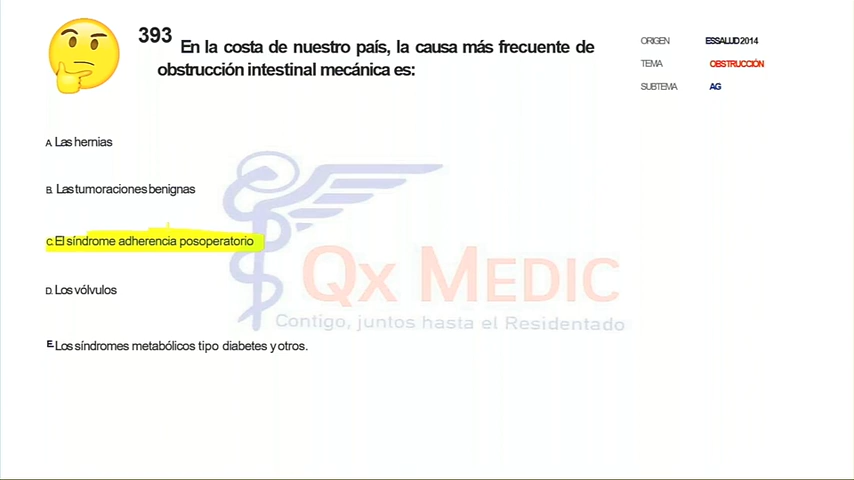 393 En la costa de nuestro país, la causa más frecuente de
obstrucción intestinal mecánica es:
ORIGEN ESSALUD 2014
TEMA OBSTRUCCIÓN
SUBTEMA AG
A. Las hernias
B. Las tumoraciones benignas
C. El síndrome adherencia posoperatorio
D. Los vólvulos
E. Los síndromes metabólicos tipo diabetes y otros.
Qx MEDIC
Contigo, juntos hasta el Residentado